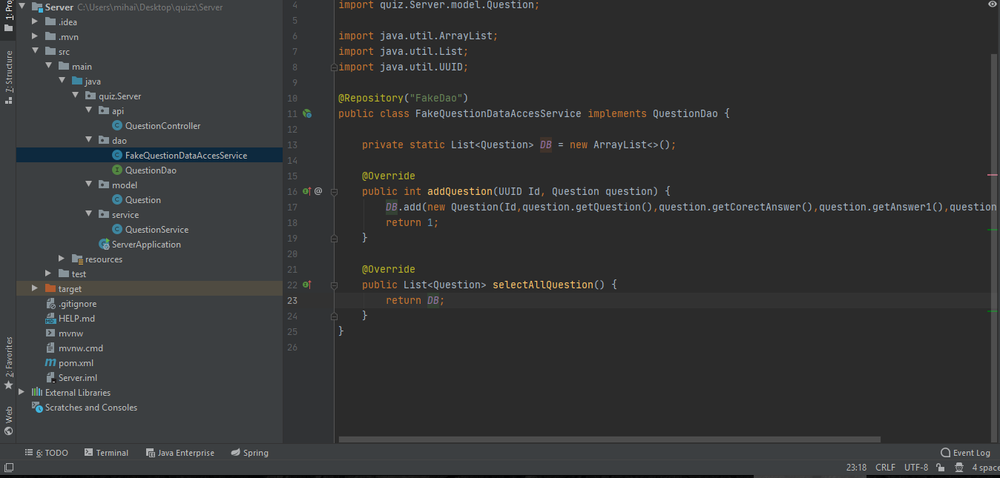 1: Pro
7: Structure
2: Favorites
Web
Server C:\Users\mihai\Desktop\quizz\Server
.idea
.mvn
src
main
java
quiz.Server
api
QuestionController
dao
FakeQuestionDataAccesService
QuestionDao
model
Question
service
QuestionService
ServerApplication
resources
test
target
.gitignore
HELP.md
mvnw
mvnw.cmd
pom.xml
Server.iml
External Libraries
Scratches and Consoles
4 import quiz.Server.model.Question;
5
6 import java.util.ArrayList;
7 import java.util.List;
8 import java.util.UUID;
9
10 @Repository("FakeDao")
11 public class FakeQuestionDataAccesService implements QuestionDao {
12
13 private static List<Question> DB = new ArrayList<>();
14
15 @Override
16 public int addQuestion(UUID Id, Question question) {
17 DB.add(new Question(Id,question.getQuestion(),question.getCorectAnswer(),question.getAnswer1(),question
18 return 1;
19 }
20
21 @Override
22 public List<Question> selectAllQuestion() {
23 return DB;
24 }
25 }
26
6: TODO Terminal Java Enterprise Spring Event Log
23:18 CRLF UTF-8 4 space